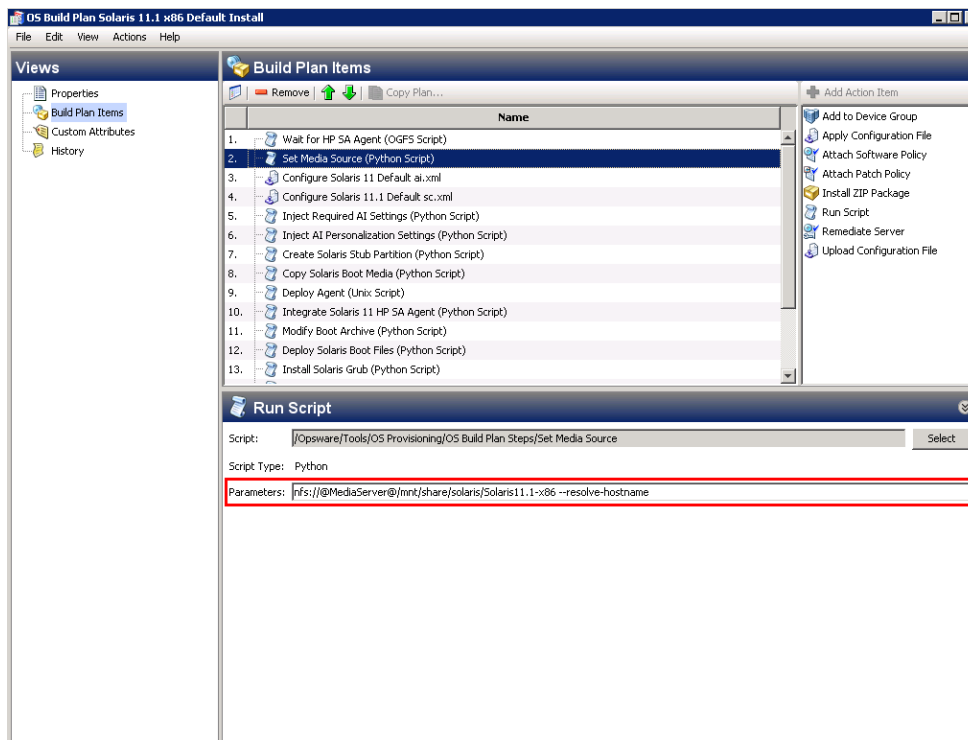 OS Build Plan Solaris 11.1 x86 Default Install
File Edit View Actions Help
Views
Properties
Build Plan Items
Custom Attributes
History
Build Plan Items
Remove Copy Plan...
Name
1. Wait for HP SA Agent (OGFS Script)
2. Set Media Source (Python Script)
3. Configure Solaris 11 Default ai.xml
4. Configure Solaris 11.1 Default sc.xml
5. Inject Required AI Settings (Python Script)
6. Inject AI Personalization Settings (Python Script)
7. Create Solaris Stub Partition (Python Script)
8. Copy Solaris Boot Media (Python Script)
9. Deploy Agent (Unix Script)
10. Integrate Solaris 11 HP SA Agent (Python Script)
11. Modify Boot Archive (Python Script)
12. Deploy Solaris Boot Files (Python Script)
13. Install Solaris Grub (Python Script)
Add Action Item
Add to Device Group
Apply Configuration File
Attach Software Policy
Attach Patch Policy
Install ZIP Package
Run Script
Remediate Server
Upload Configuration File
Run Script
Script: /Opsware/Tools/OS Provisioning/OS Build Plan Steps/Set Media Source Select
Script Type: Python
Parameters: nfs://@MediaServer@/mnt/share/solaris/Solaris11.1-x86 --resolve-hostname